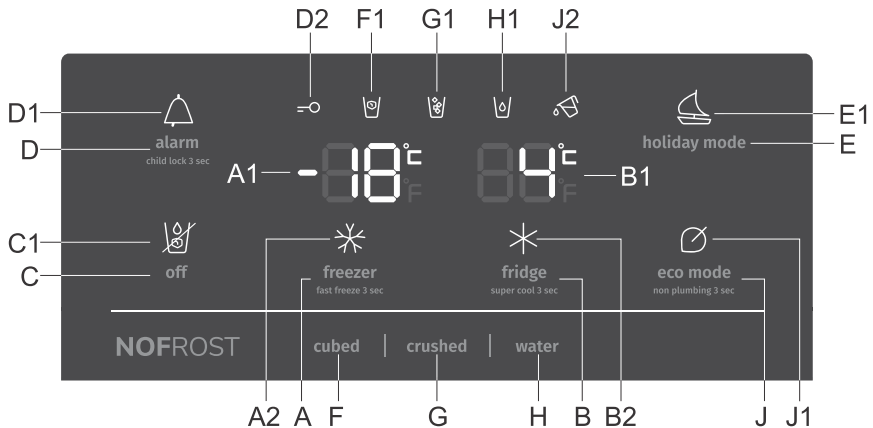 D2 F1 G1 H1 J2
D1 E1
alarm holiday mode
D E
child lock 3 sec
A1 -18 °C °F 4 °C °F B1
C1
C off freezer fridge eco mode
fast freeze 3 sec super cool 3 sec non plumbing 3 sec
NOFROST cubed | crushed | water
A2 A F G H B B2 J J1